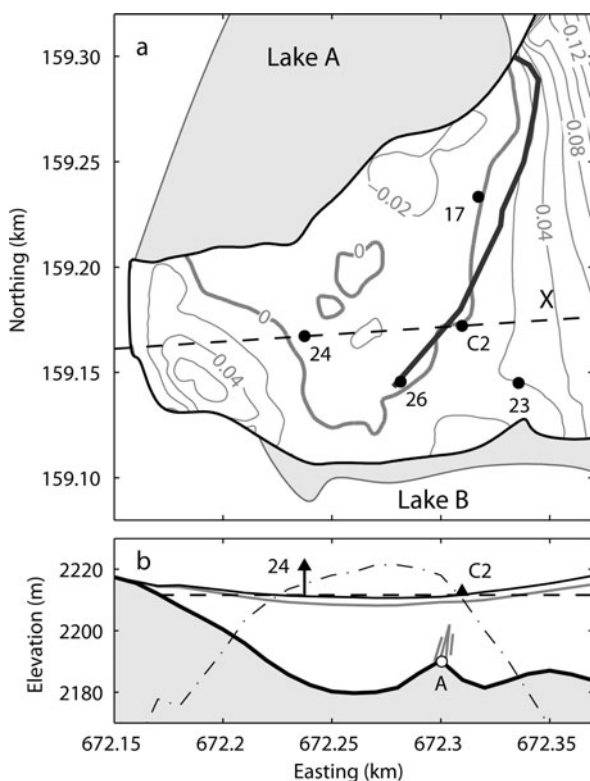 a
Lake A
159.30
159.25
159.20
159.15
159.10
Northing (km)
0.12
0.08
-0.02
17
0.04
0
X
0
24
C2
0.04
26
23
Lake B
b
24
C2
2220
2200
2180
Elevation (m)
A
672.15
672.2
672.25
672.3
672.35
Easting (km)